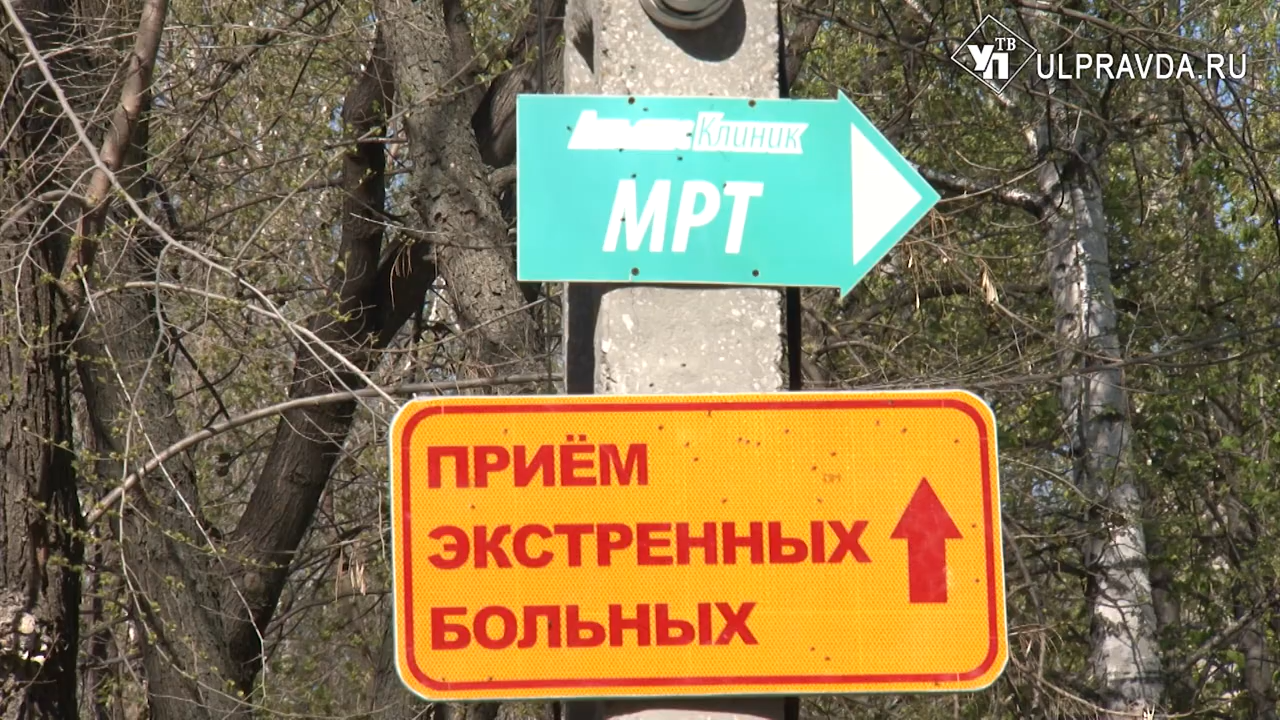 УП ТВ ULPRAVDA.RU
Клиник
МРТ
ПРИЁМ
ЭКСТРЕННЫХ
БОЛЬНЫХ